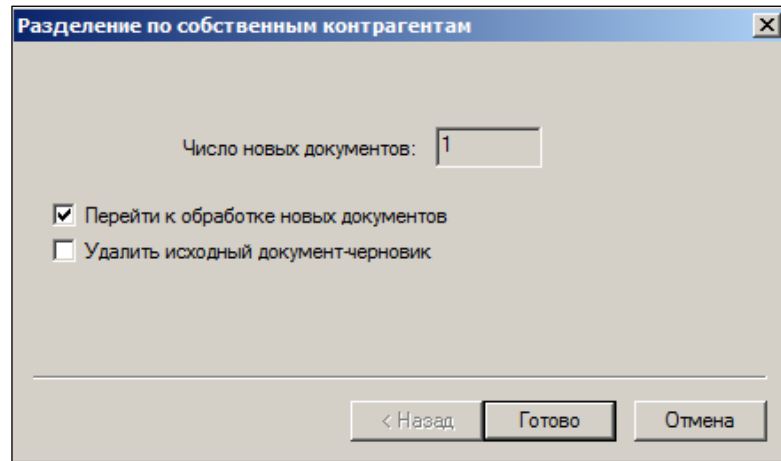 Разделение по собственным контрагентам
Число новых документов: 1
Перейти к обработке новых документов
Удалить исходный документ-черновик
< Назад Готово Отмена